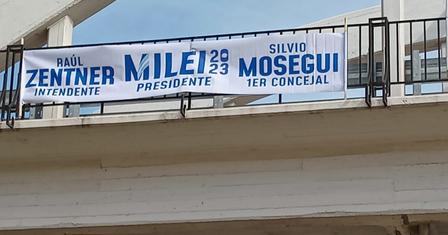 RAÚL
ZENTNER
INTENDENTE
MILEI 2023
PRESIDENTE
SILVIO
MOSEGUI
1ER CONCEJAL